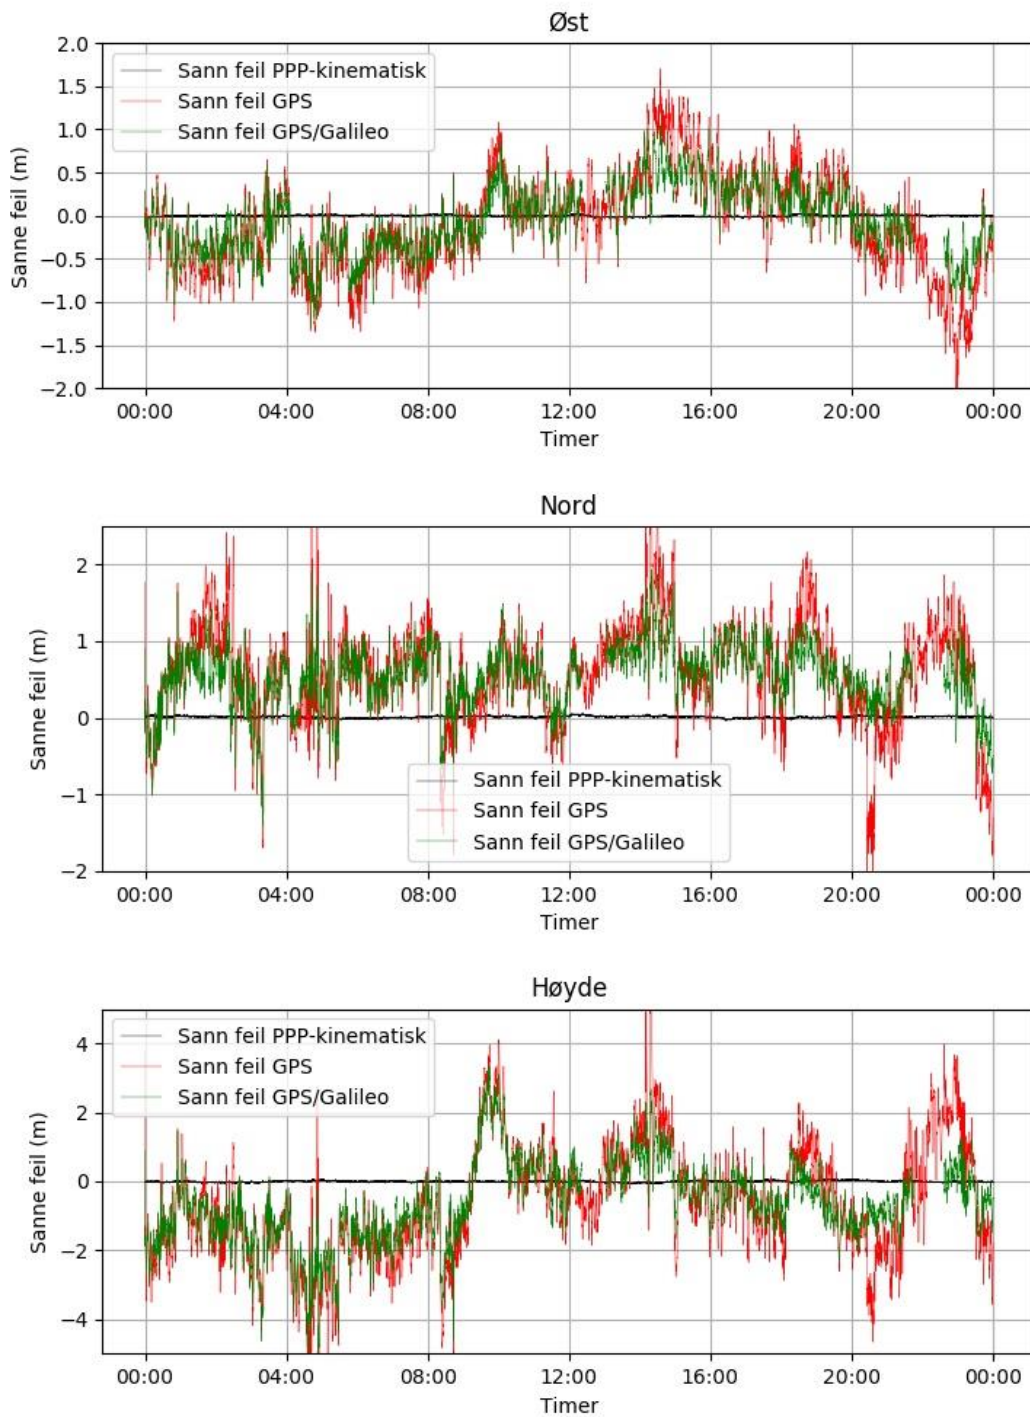 Øst
2.0
1.5
1.0
0.5
0.0
−0.5
−1.0
−1.5
−2.0
Sanne feil (m)
Sann feil PPP-kinematisk
Sann feil GPS
Sann feil GPS/Galileo
00:00 04:00 08:00 12:00 16:00 20:00 00:00
Timer
Nord
2
1
0
−1
−2
Sanne feil (m)
Sann feil PPP-kinematisk
Sann feil GPS
Sann feil GPS/Galileo
00:00 04:00 08:00 12:00 16:00 20:00 00:00
Timer
Høyde
4
2
0
−2
−4
Sanne feil (m)
Sann feil PPP-kinematisk
Sann feil GPS
Sann feil GPS/Galileo
00:00 04:00 08:00 12:00 16:00 20:00 00:00
Timer